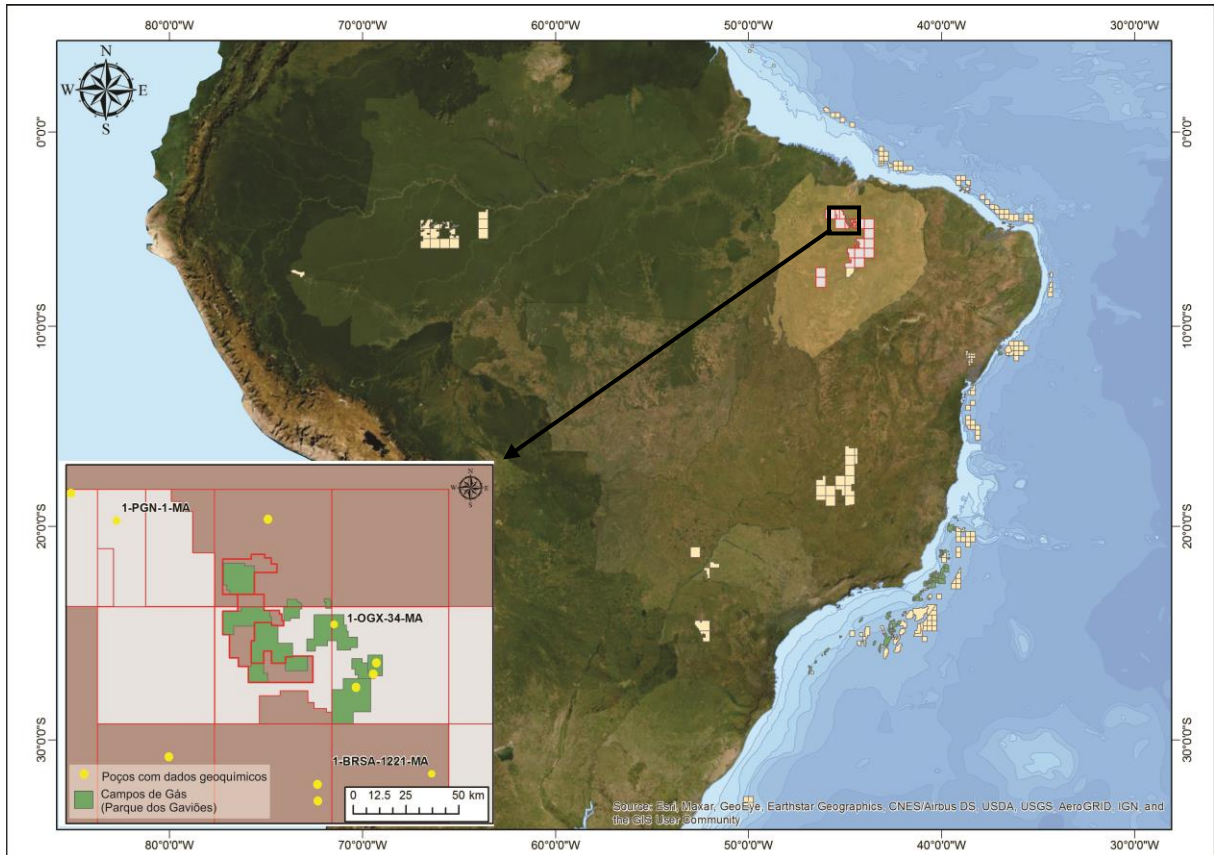 80°0'0"W 70°0'0"W 60°0'0"W 50°0'0"W 40°0'0"W 30°0'0"W
N
W E
S
0°0'0" 0°0'0"
10°0'0"S 10°0'0"S
20°0'0"S 20°0'0"S
30°0'0"S 30°0'0"S
N
W E
S
1-PGN-1-MA
1-OGX-34-MA
1-BRSA-1221-MA
Poços com dados geoquímicos
Campos de Gás
(Parque dos Gaviões)
0 12.5 25 50 km
Source: Esri, Maxar, GeoEye, Earthstar Geographics, CNES/Airbus DS, USDA, USGS, AeroGRID, IGN, and
the GIS User Community
80°0'0"W 70°0'0"W 60°0'0"W 50°0'0"W 40°0'0"W 30°0'0"W